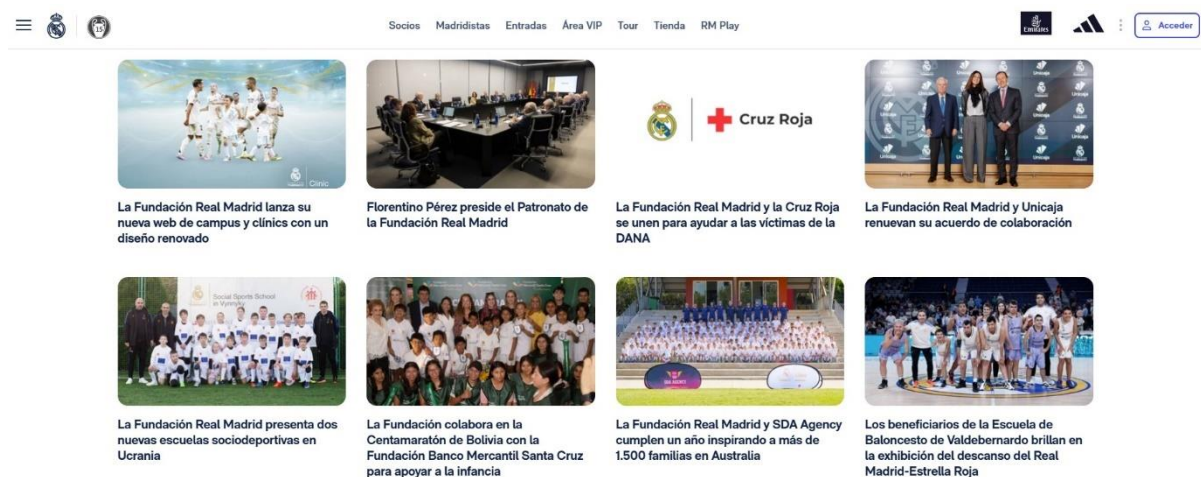 15
Socios Madridistas Entradas Área VIP Tour Tienda RM Play
Emirates
Acceder
Clinic
Cruz Roja
Unicaja
La Fundación Real Madrid lanza su
nueva web de campus y clínics con un
diseño renovado
Florentino Pérez preside el Patronato de
la Fundación Real Madrid
La Fundación Real Madrid y la Cruz Roja
se unen para ayudar a las víctimas de la
DANA
La Fundación Real Madrid y Unicaja
renuevan su acuerdo de colaboración
Social Sports School
in Vynnyky
La Fundación Real Madrid presenta dos
nuevas escuelas sociodeportivas en
Ucrania
La Fundación colabora en la
Centamaratón de Bolivia con la
Fundación Banco Mercantil Santa Cruz
para apoyar a la infancia
SDA AGENCY
La Fundación Real Madrid y SDA Agency
cumplen un año inspirando a más de
1.500 familias en Australia
Los beneficiarios de la Escuela de
Baloncesto de Valdebernardo brillan en
la exhibición del descanso del Real
Madrid-Estrella Roja